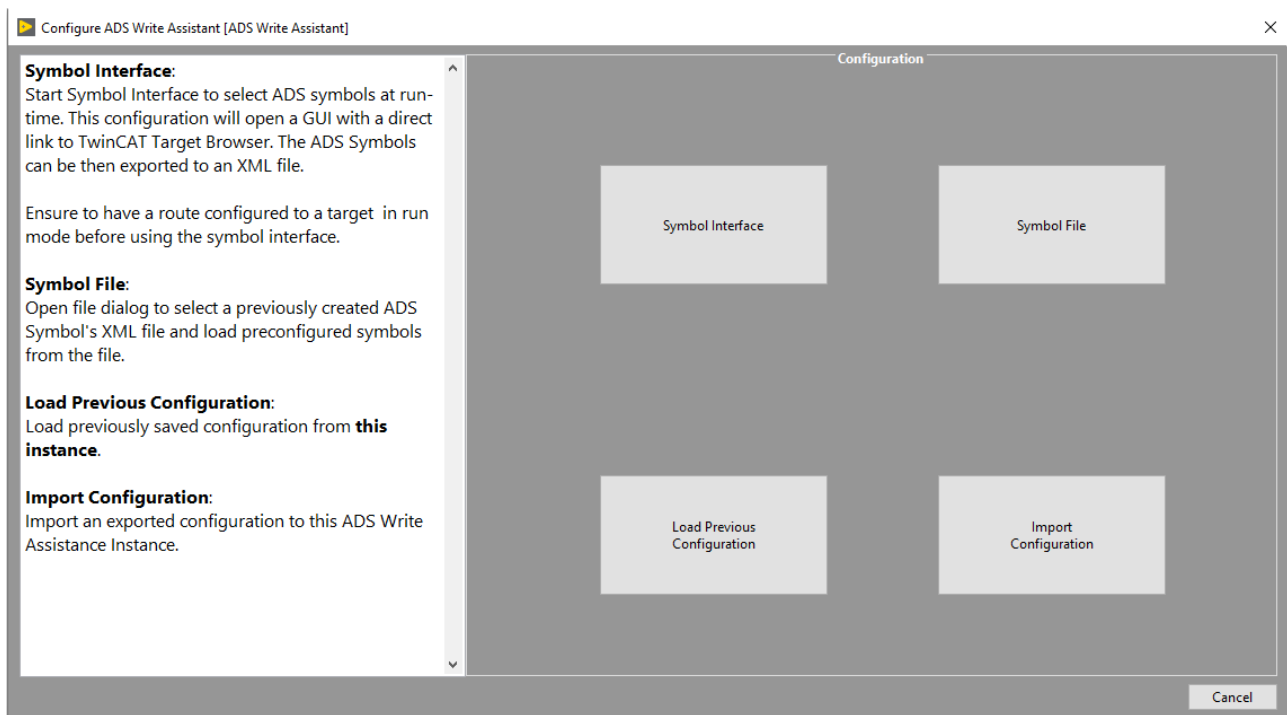 Configure ADS Write Assistant [ADS Write Assistant]
Symbol Interface:
Start Symbol Interface to select ADS symbols at run-
time. This configuration will open a GUI with a direct
link to TwinCAT Target Browser. The ADS Symbols
can be then exported to an XML file.
Ensure to have a route configured to a target in run
mode before using the symbol interface.
Symbol File:
Open file dialog to select a previously created ADS
Symbol's XML file and load preconfigured symbols
from the file.
Load Previous Configuration:
Load previously saved configuration from this
instance.
Import Configuration:
Import an exported configuration to this ADS Write
Assistance Instance.
Configuration
Symbol Interface
Symbol File
Load Previous
Configuration
Import
Configuration
Cancel